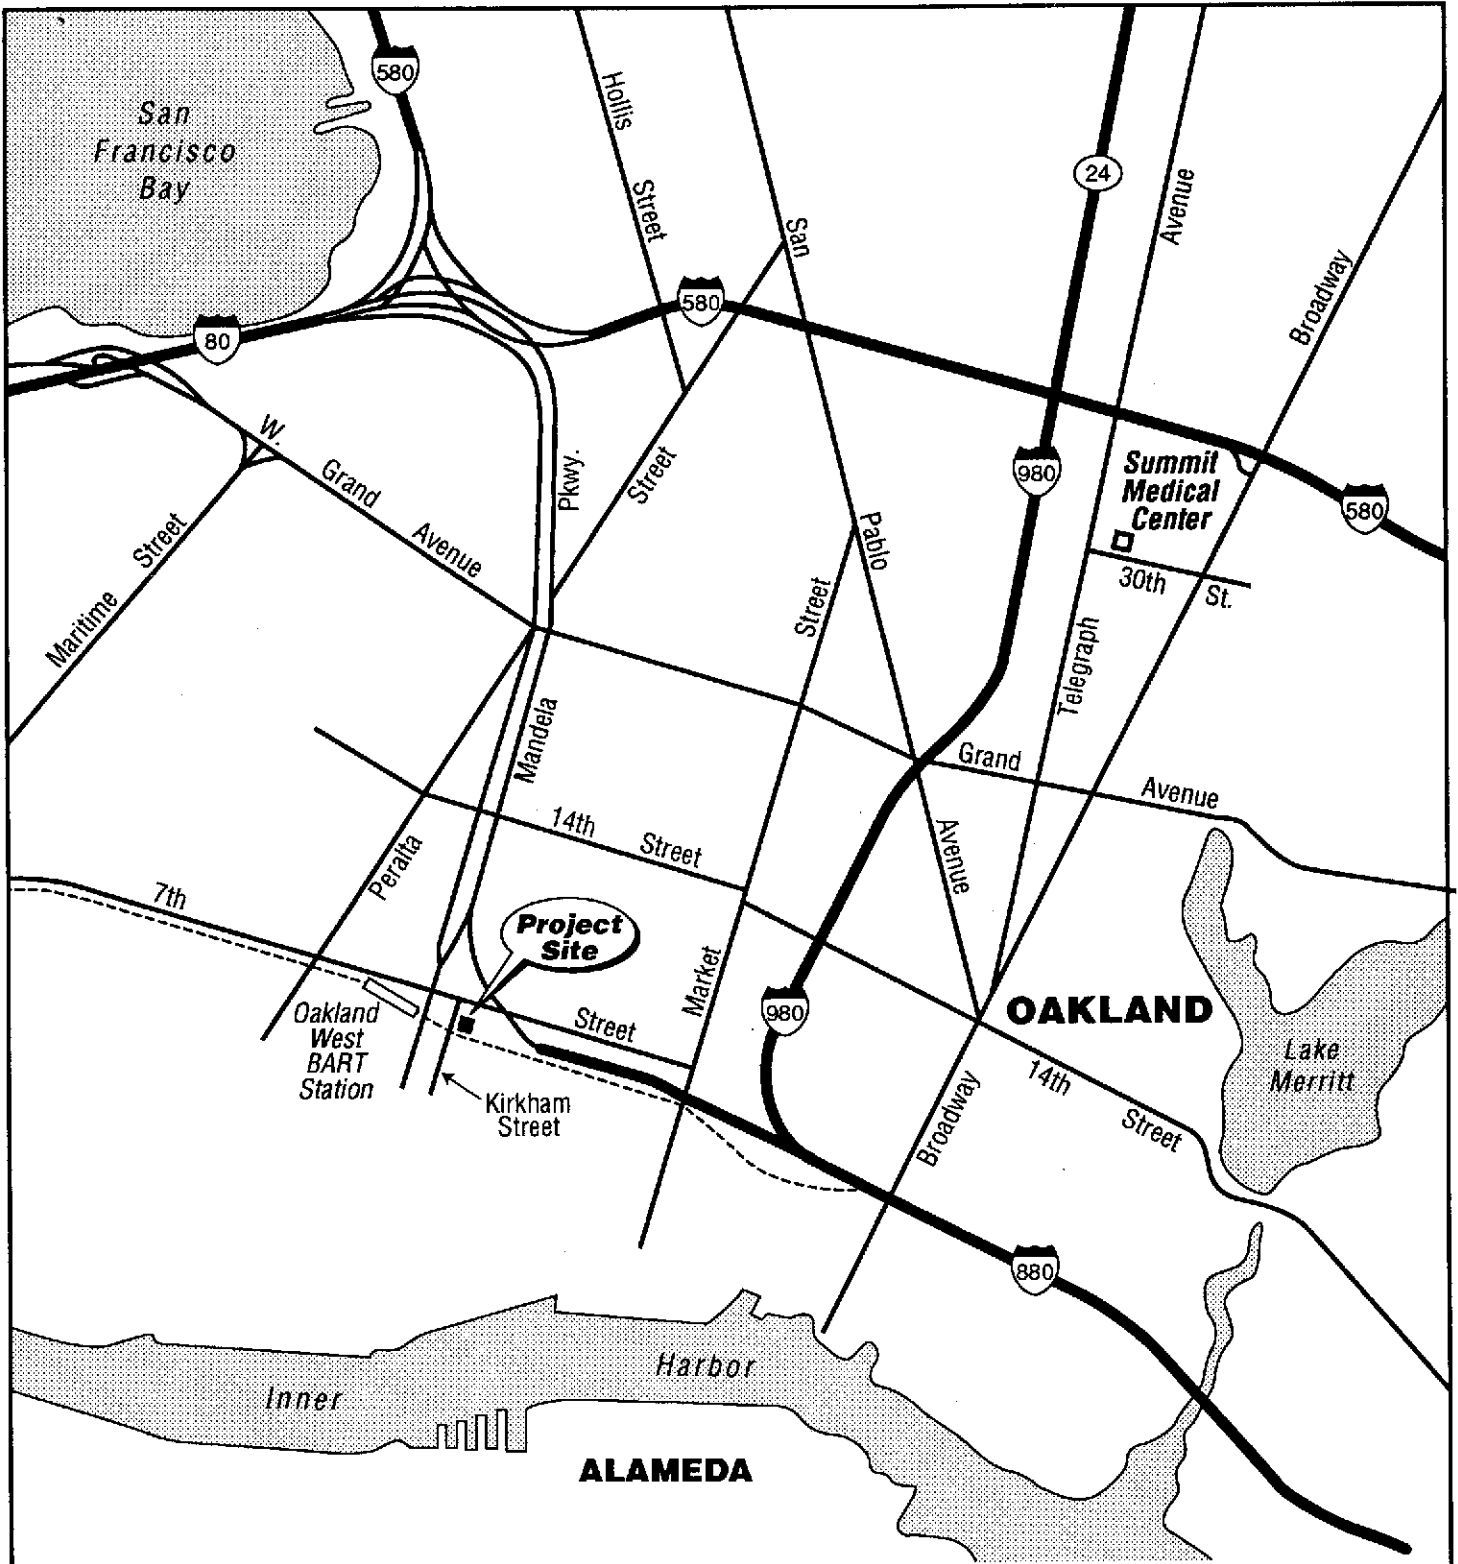 580
Hollis
Street
San
Francisco
Bay
24
Avenue
San
Broadway
580
80
W.
Grand
Avenue
Pkwy.
Street
980
Summit
Medical
Center
580
Street
Maritime
Pablo
Street
30th
St.
Telegraph
Mandela
Grand
Avenue
14th
Street
Avenue
Peralta
7th
Project
Site
Market
980
OAKLAND
Oakland
West
BART
Station
Street
Lake
Merritt
14th
Street
Kirkham
Street
Broadway
880
Harbor
Inner
ALAMEDA